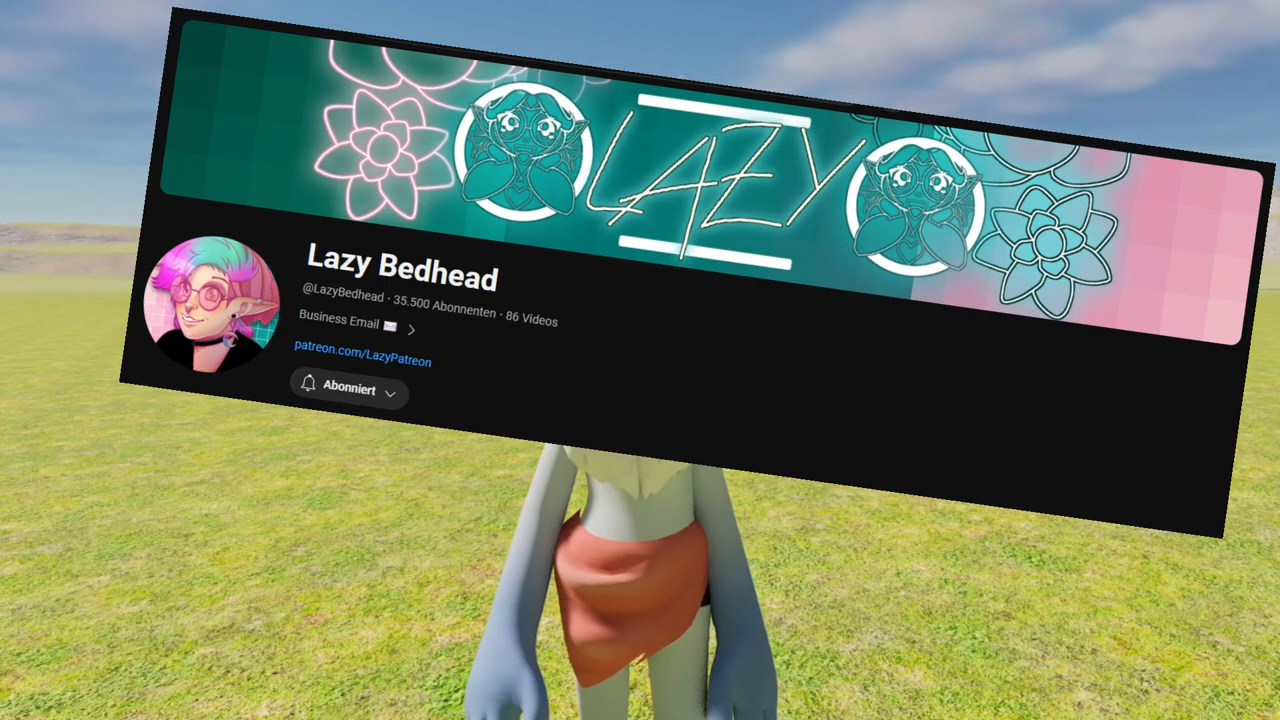 LAZY
Lazy Bedhead
@LazyBedhead · 35.500 Abonnenten · 86 Videos
Business Email ✉️ >
patreon.com/LazyPatreon
Abonniert